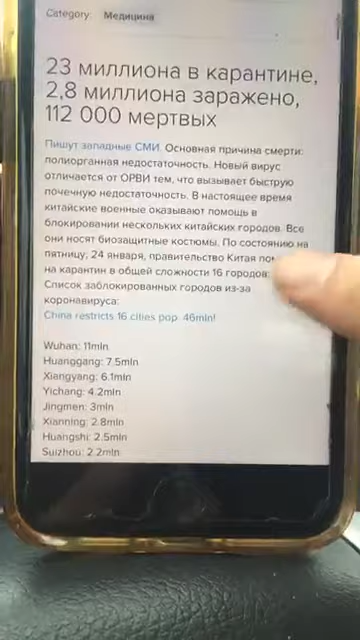 Category: Медицина
23 миллиона в карантине,
2,8 миллиона заражено,
112 000 мертвых
Пишут западные СМИ. Основная причина смерти:
полиорганная недостаточность. Новый вирус
отличается от ОРВИ тем, что вызывает быструю
почечную недостаточность. В настоящее время
китайские военные оказывают помощь в
блокировании нескольких китайских городов. Все
они носят биозащитные костюмы. По состоянию на
пятницу, 24 января, правительство Китая
на карантин в общей сложности 16 городов:
Список заблокированных городов из-за
коронавируса:
China restricts 16 cities pop. 46mln!
Wuhan: 11mln
Huanggang: 7.5mln
Xiangyang: 6.1mln
Yichang: 4.2mln
Jingmen: 3mln
Xianning: 2.8mln
Huangshi: 2.5mln
Suizhou: 2.2mln